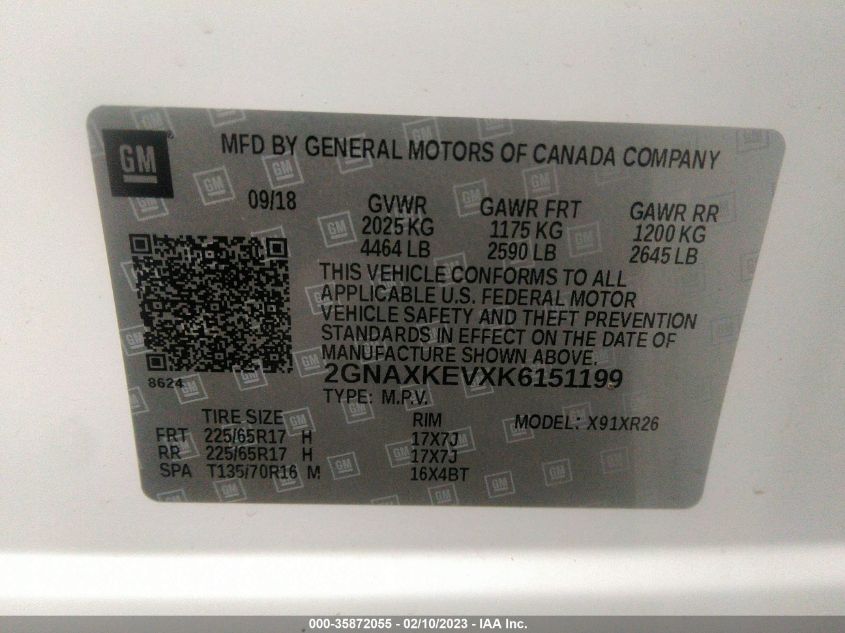 GM
MFD BY GENERAL MOTORS OF CANADA COMPANY
09/18 GVWR GAWR FRT GAWR RR
2025 KG 1175 KG 1200 KG
4464 LB 2590 LB 2645 LB
THIS VEHICLE CONFORMS TO ALL
APPLICABLE U.S. FEDERAL MOTOR
VEHICLE SAFETY AND THEFT PREVENTION
STANDARDS IN EFFECT ON THE DATE OF
MANUFACTURE SHOWN ABOVE.
8624
2GNAXKEVXK6151199
TYPE: M.P.V.
TIRE SIZE RIM MODEL: X91XR26
FRT 225/65R17 H 17X7J
RR 225/65R17 H 17X7J
SPA T135/70R16 M 16X4BT
000-35872055 - 02/10/2023 - IAA Inc.